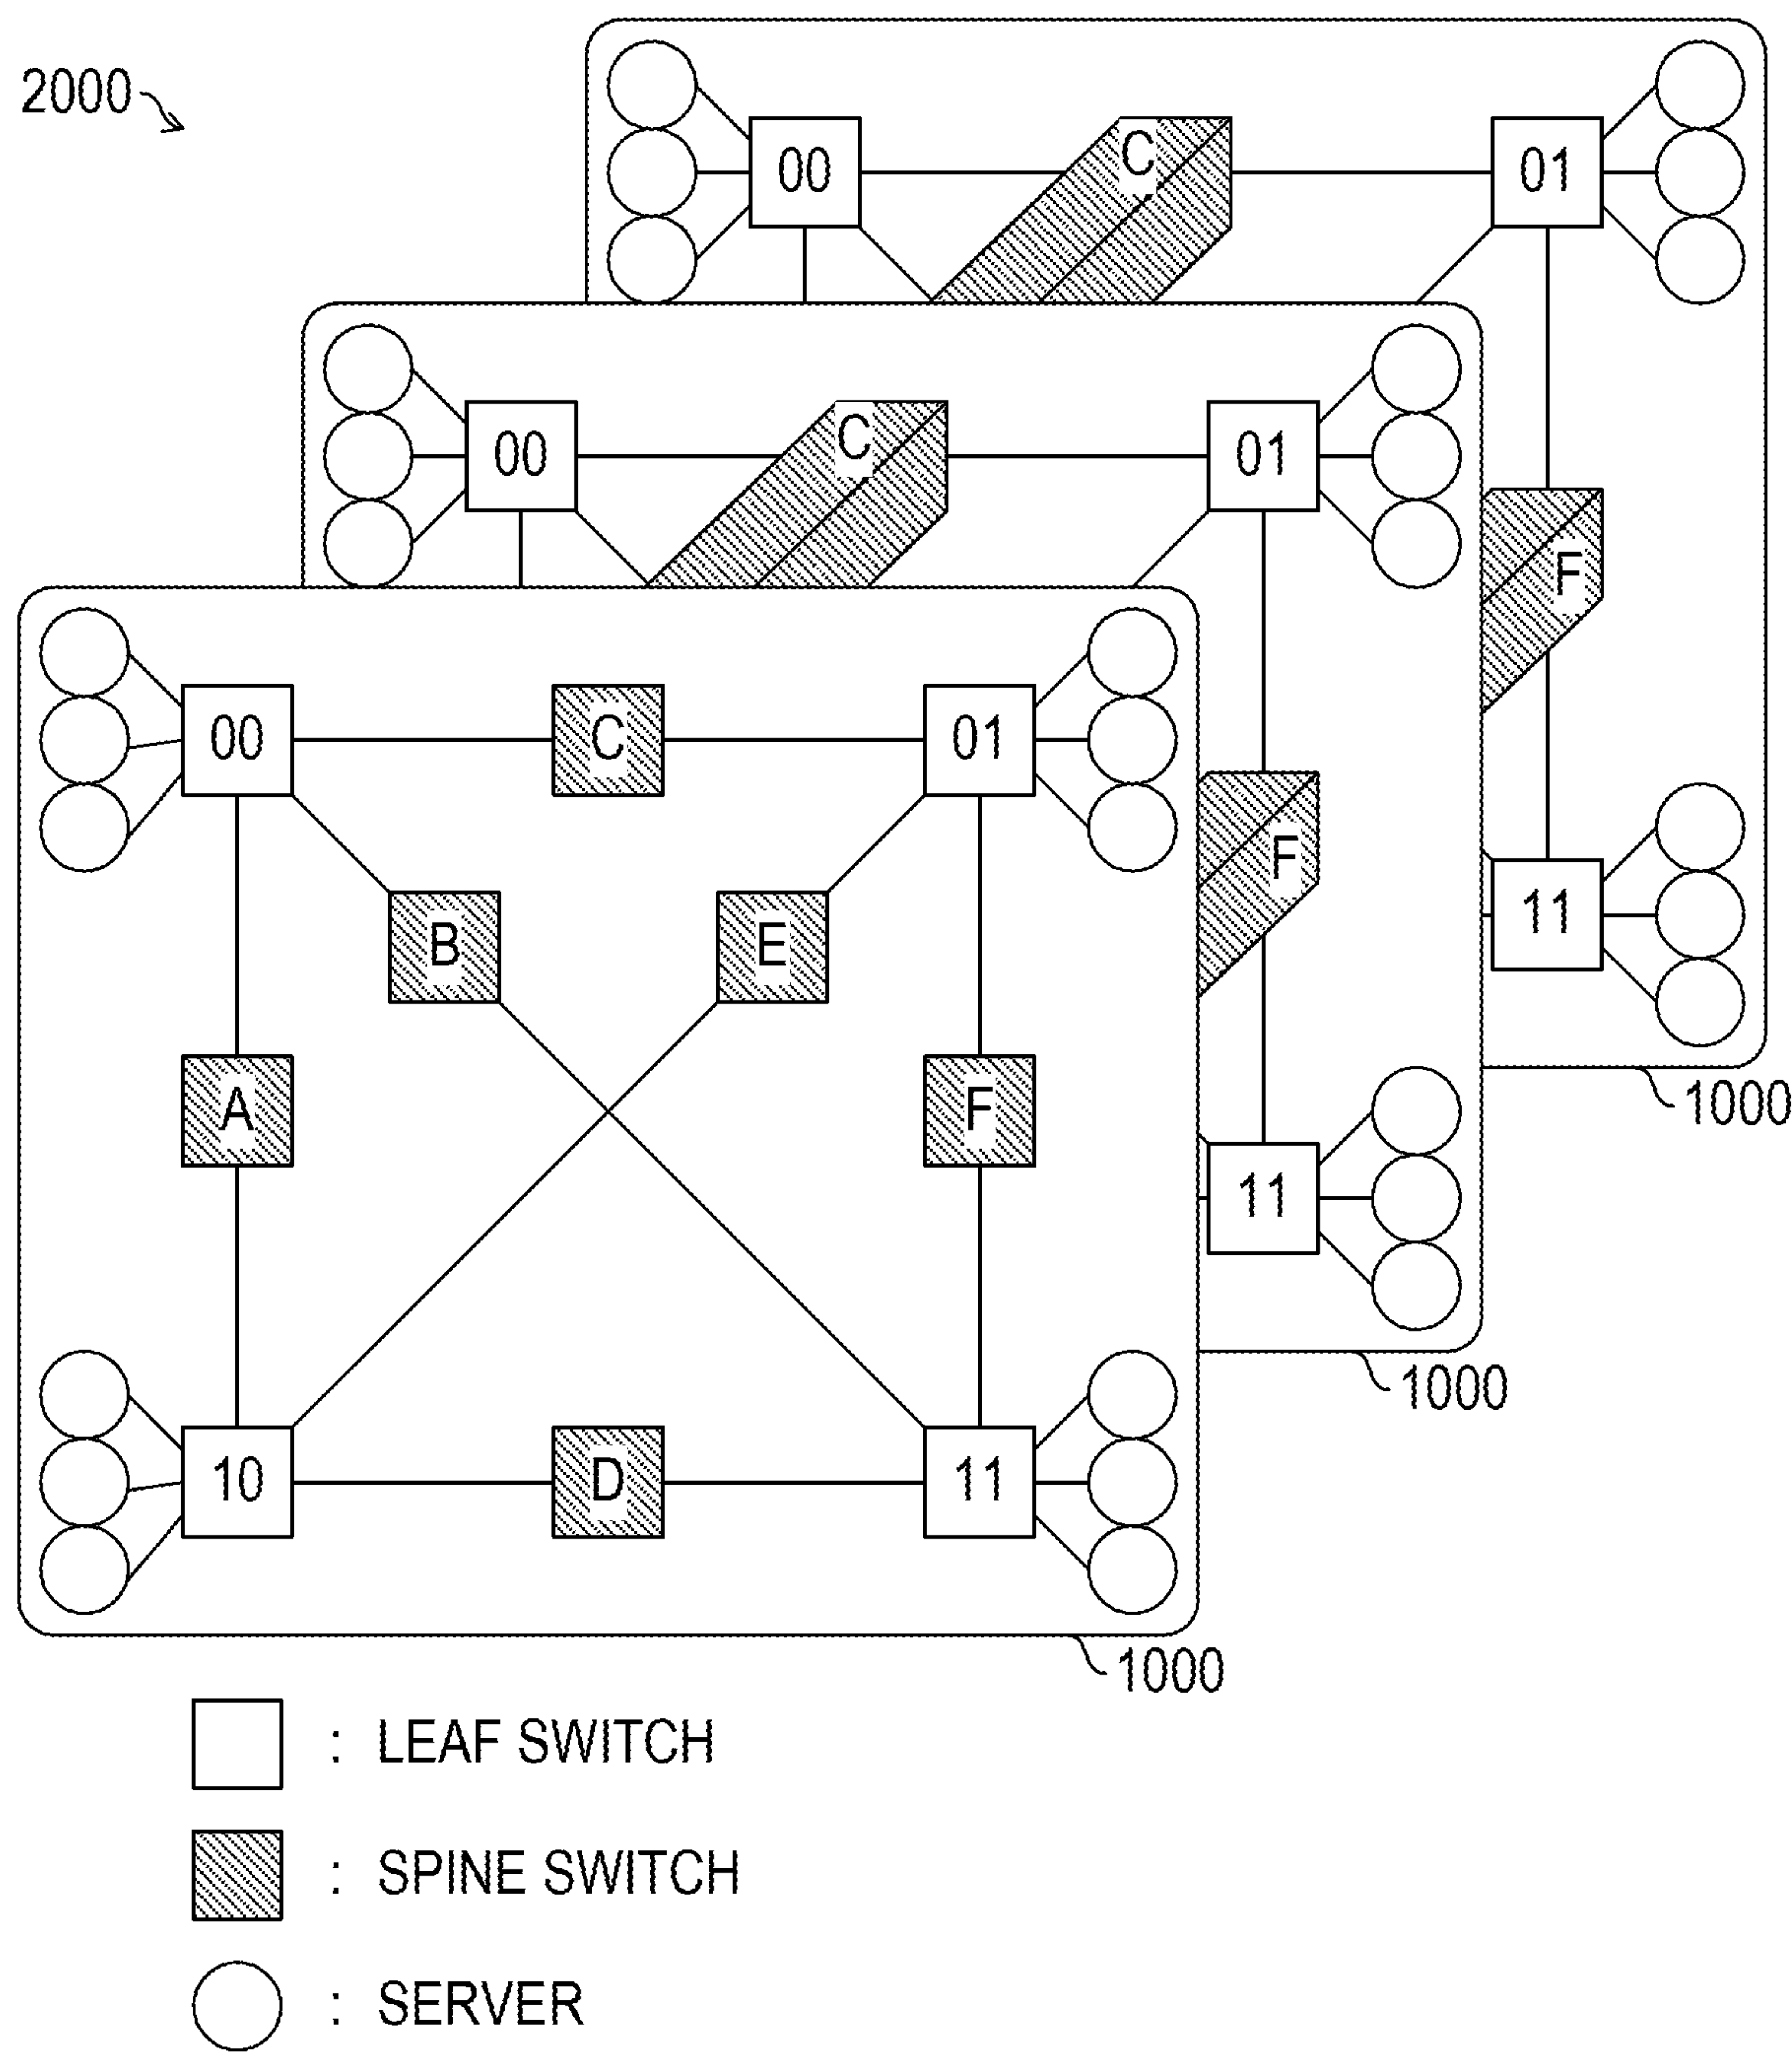 2000
00 C 01
00 C 01
F
00 C 01
F
B E
11
A F
1000
11
1000
10 D 11
1000
: LEAF SWITCH
: SPINE SWITCH
: SERVER